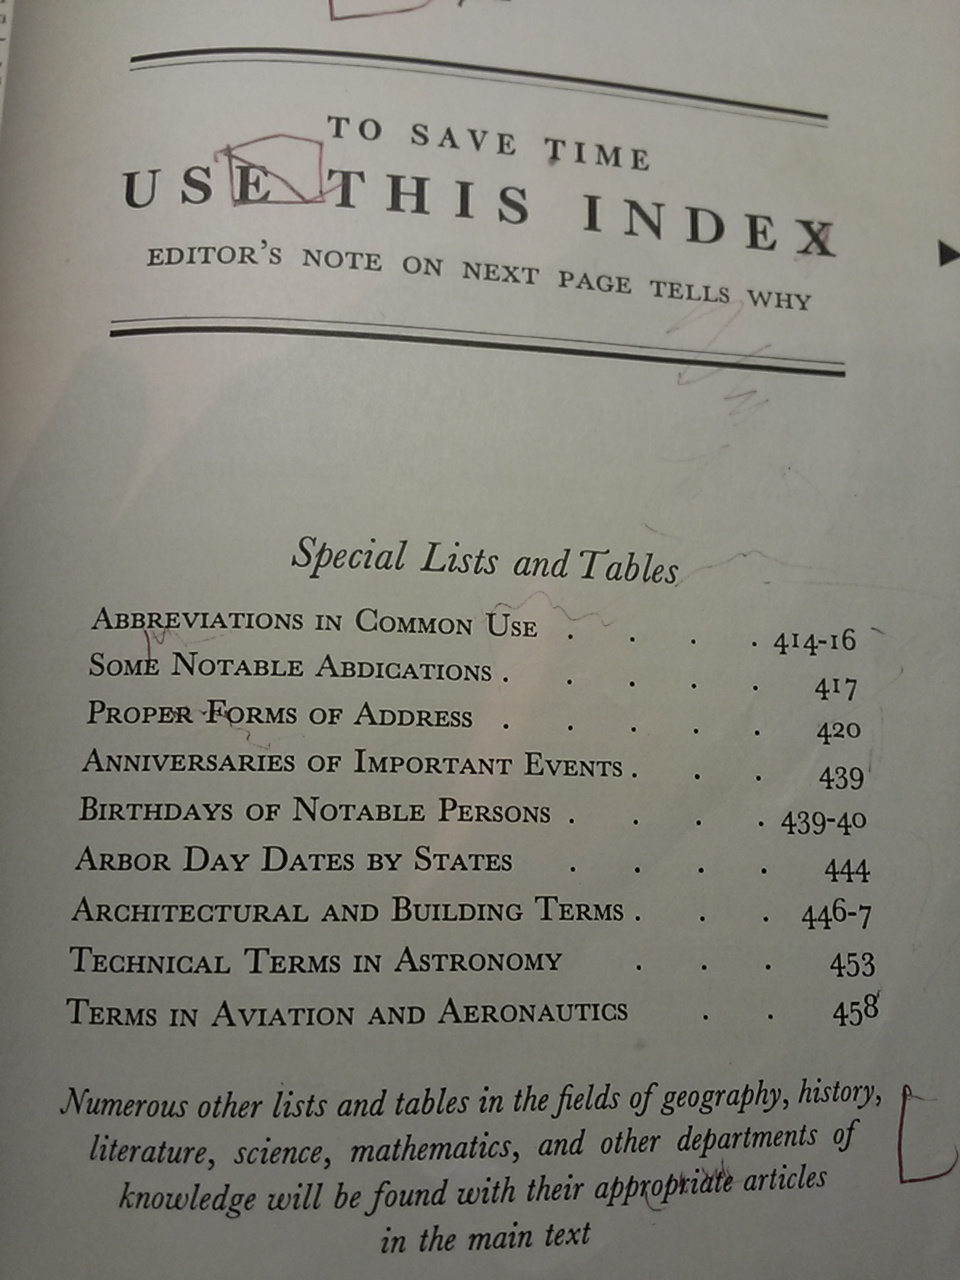 TO SAVE TIME
USE THIS INDEX
EDITOR'S NOTE ON NEXT PAGE TELLS WHY
Special Lists and Tables
ABBREVIATIONS IN COMMON USE . . . . 414-16
SOME NOTABLE ABDICATIONS . . . . . 417
PROPER FORMS OF ADDRESS . . . . . 420
ANNIVERSARIES OF IMPORTANT EVENTS . . . 439
BIRTHDAYS OF NOTABLE PERSONS . . . . 439-40
ARBOR DAY DATES BY STATES . . . . 444
ARCHITECTURAL AND BUILDING TERMS . . . 446-7
TECHNICAL TERMS IN ASTRONOMY . . . 453
TERMS IN AVIATION AND AERONAUTICS . . 458
Numerous other lists and tables in the fields of geography, history,
literature, science, mathematics, and other departments of
knowledge will be found with their appropriate articles
in the main text